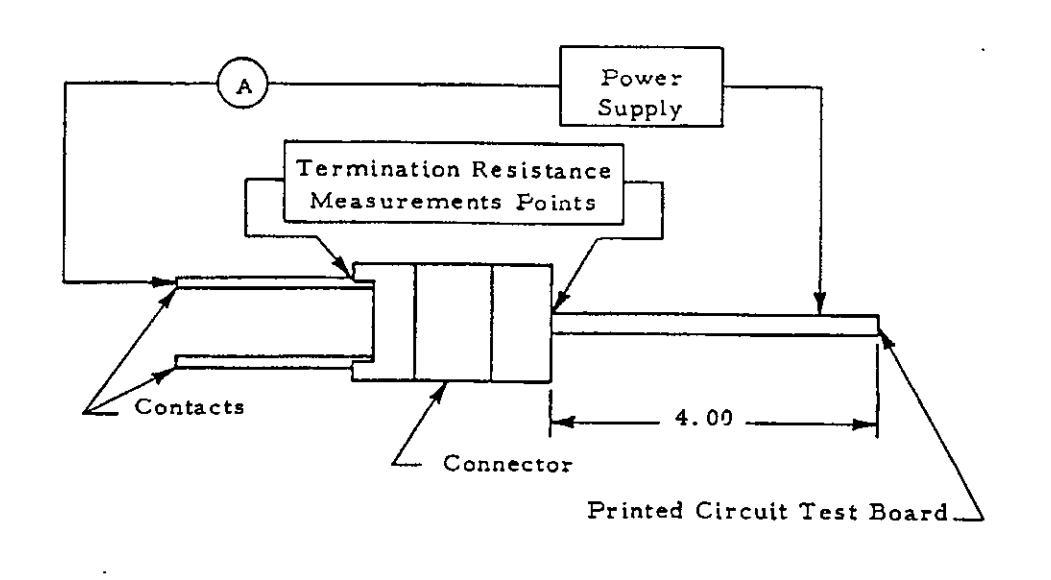 A
Power
Supply
Termination Resistance
Measurements Points
Contacts
4.00
Connector
Printed Circuit Test Board